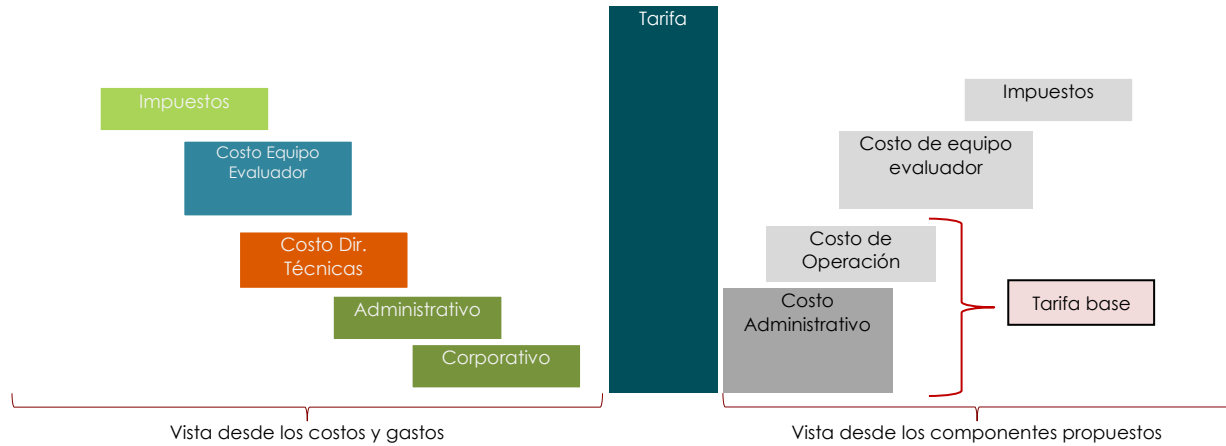 Tarifa
Impuestos
Costo Equipo
Evaluador
Costo Dir.
Técnicas
Administrativo
Corporativo
Vista desde los costos y gastos
Impuestos
Costo de equipo
evaluador
Costo de
Operación
Costo
Administrativo
Tarifa base
Vista desde los componentes propuestos